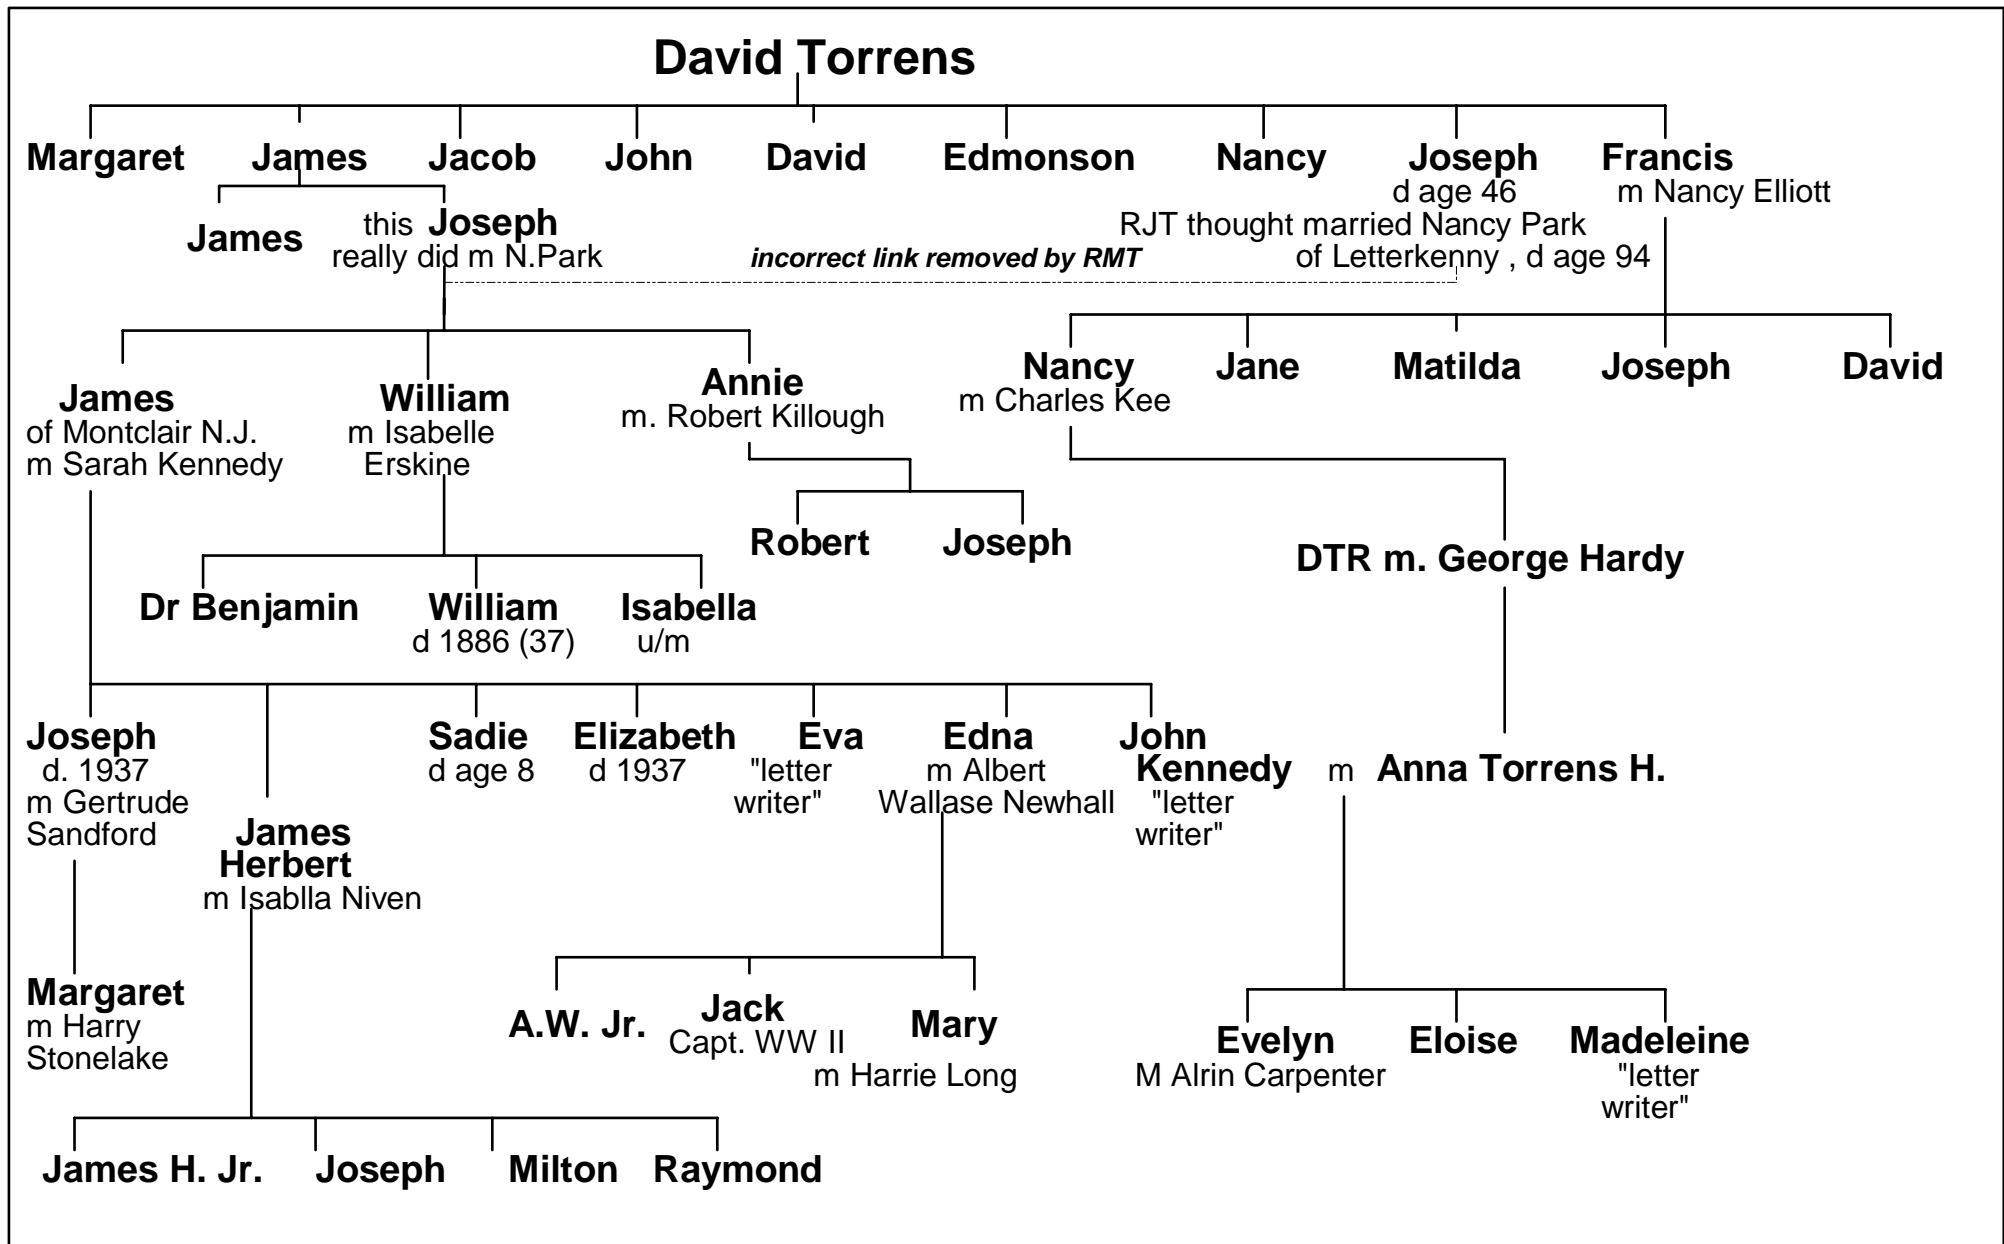 David Torrens
Margaret James Jacob John David Edmonson Nancy Joseph Francis
d age 46 m Nancy Elliott
James this Joseph RJT thought married Nancy Park
really did m N.Park incorrect link removed by RMT of Letterkenny , d age 94
Nancy Jane Matilda Joseph David
m Charles Kee
James William Annie
of Montclair N.J. m Isabelle m. Robert Killough
m Sarah Kennedy Erskine
Robert Joseph
DTR m. George Hardy
Dr Benjamin William Isabella
d 1886 (37) u/m
Joseph Sadie Elizabeth Eva Edna John
d. 1937 d age 8 d 1937 "letter m Albert Kennedy m Anna Torrens H.
m Gertrude writer" Wallase Newhall "letter
Sandford writer"
James
Herbert
m Isablla Niven
Margaret A.W. Jr. Jack Mary Evelyn Eloise Madeleine
m Harry Capt. WW II m Harrie Long M Alrin Carpenter "letter
Stonelake writer"
James H. Jr. Joseph Milton Raymond